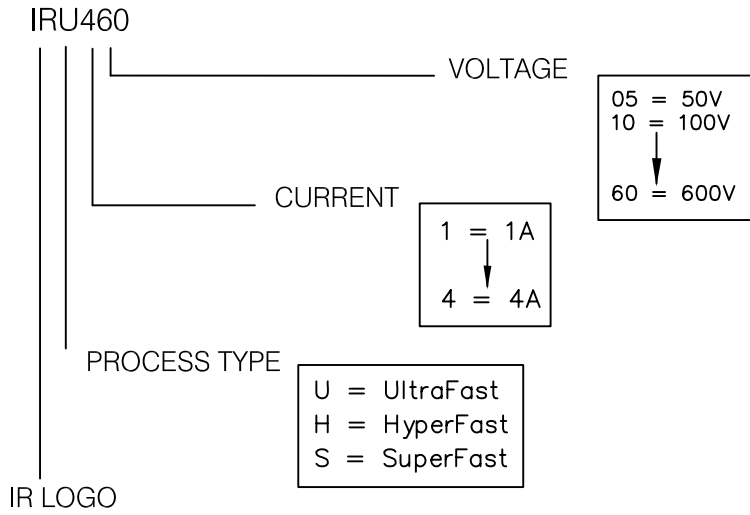 IRU460
VOLTAGE
05 = 50V
10 = 100V
60 = 600V
CURRENT
1 = 1A
4 = 4A
PROCESS TYPE
U = UltraFast
H = HyperFast
S = SuperFast
IR LOGO